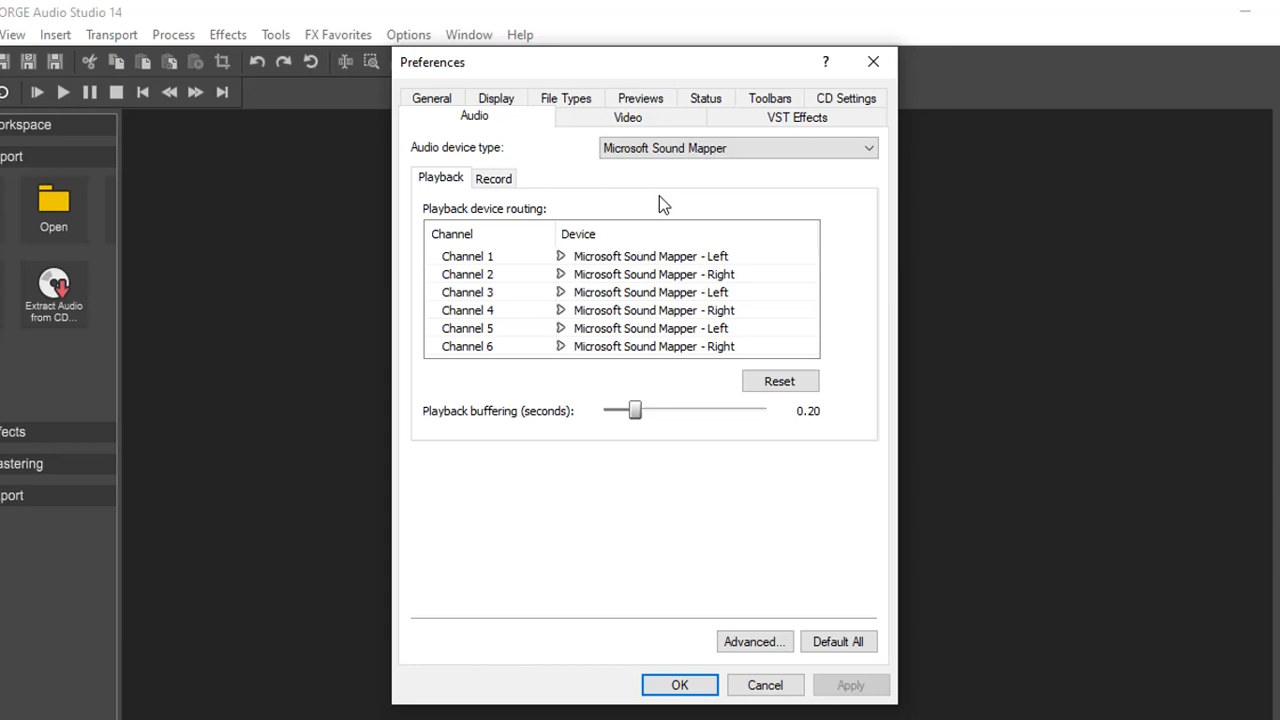 ORGE Audio Studio 14
View Insert Transport Process Effects Tools FX Favorites Options Window Help
Preferences
?
General Display File Types Previews Status Toolbars CD Settings
Audio Video VST Effects
Audio device type: Microsoft Sound Mapper
Playback Record
Playback device routing:
Channel Device
Channel 1 Microsoft Sound Mapper - Left
Channel 2 Microsoft Sound Mapper - Right
Channel 3 Microsoft Sound Mapper - Left
Channel 4 Microsoft Sound Mapper - Right
Channel 5 Microsoft Sound Mapper - Left
Channel 6 Microsoft Sound Mapper - Right
Reset
Playback buffering (seconds): 0.20
Advanced... Default All
OK Cancel Apply
orkspace
port
Open
Extract Audio
from CD...
fects
astering
port